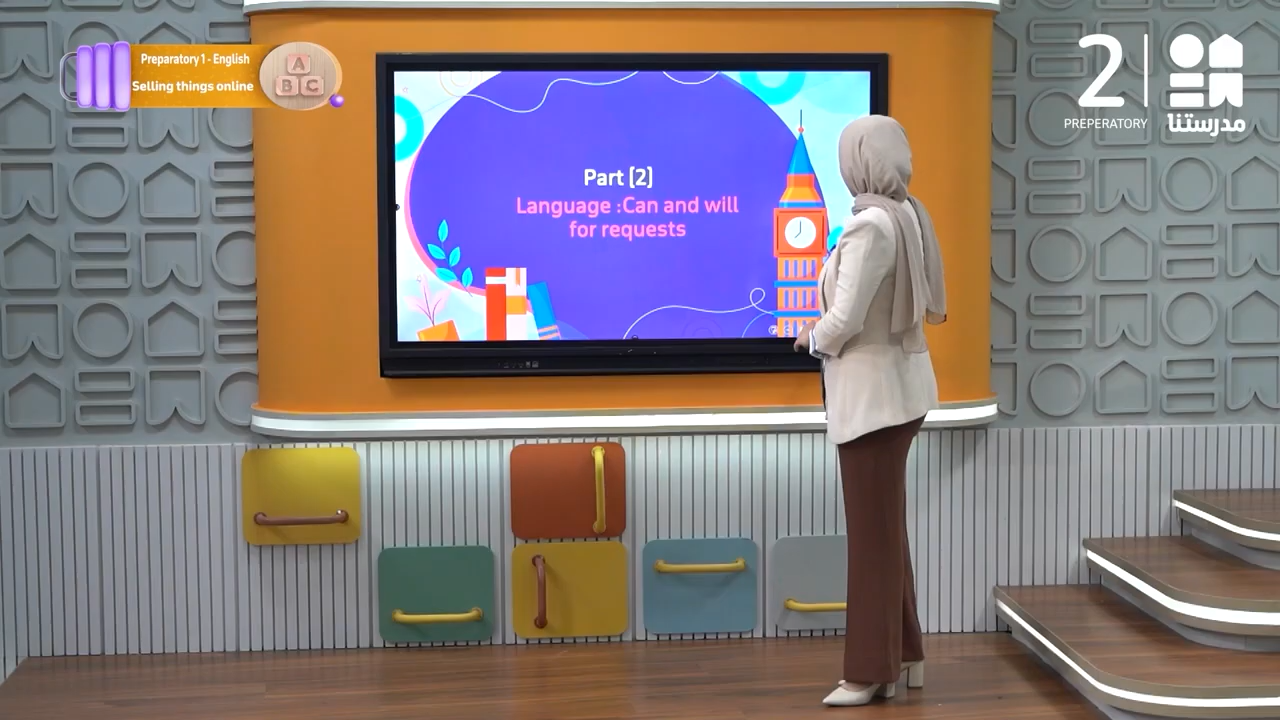 Preparatory 1 - English
Selling things online
A
B C
Part [2]
Language :Can and will
for requests
2
PREPERATORY
مدرستنا